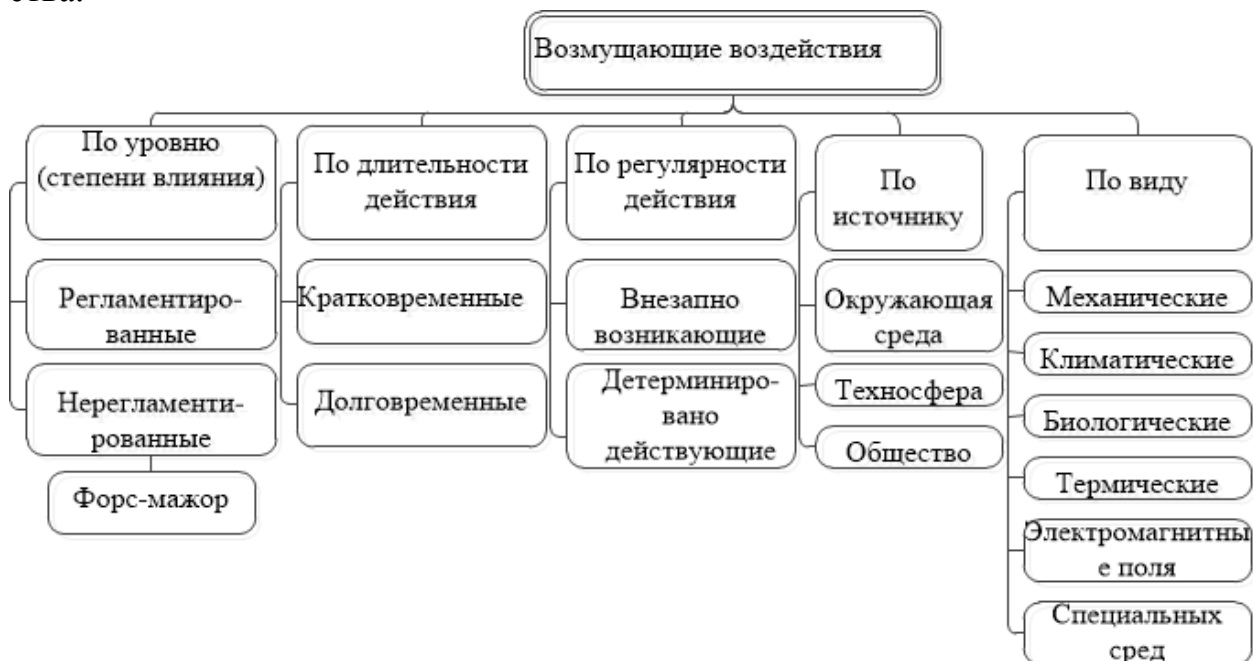 Возмущающие воздействия
По уровню
(степени влияния)
Регламентиро-
ванные
Нерегламенти-
рованные
Форс-мажор
По длительности
действия
Кратковременные
Долговременные
По регулярности
действия
Внезапно
возникающие
Детерминиро-
вано
действующие
По
источнику
Окружающая
среда
Техносфера
Общество
По виду
Механические
Климатические
Биологические
Термические
Электромагнитны
е поля
Специальных
сред